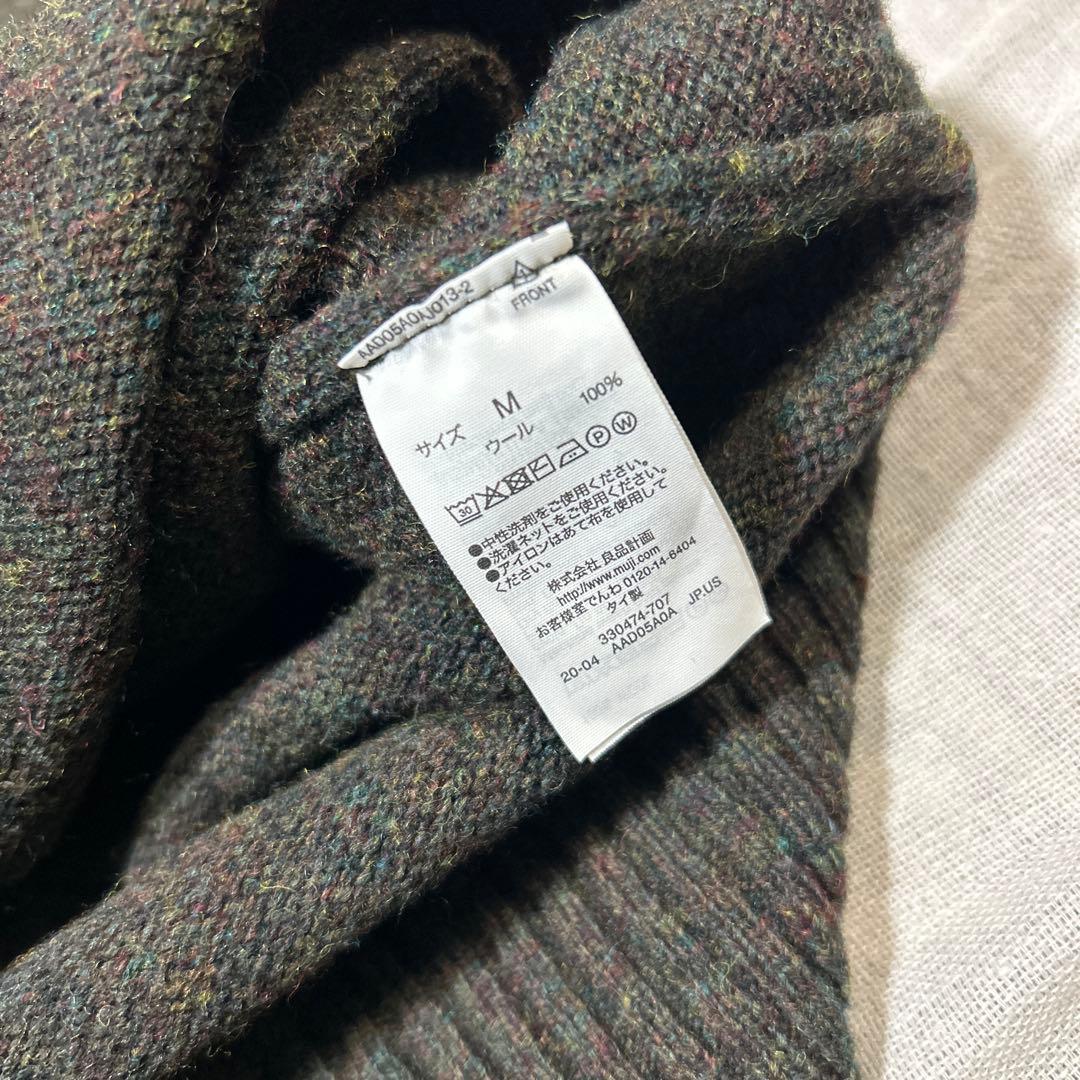 AAD05A0AJ013-2
FRONT
サイズ M
ウール 100%
30 P W
●中性洗剤をご使用ください。
●洗濯ネットをご使用ください。
●アイロンはあて布を使用して
ください。
株式会社 良品計画
http://www.muji.com
お客様室でんわ 0120-14-6404
タイ製
330474-707
20-04 AAD05A0A JP.US